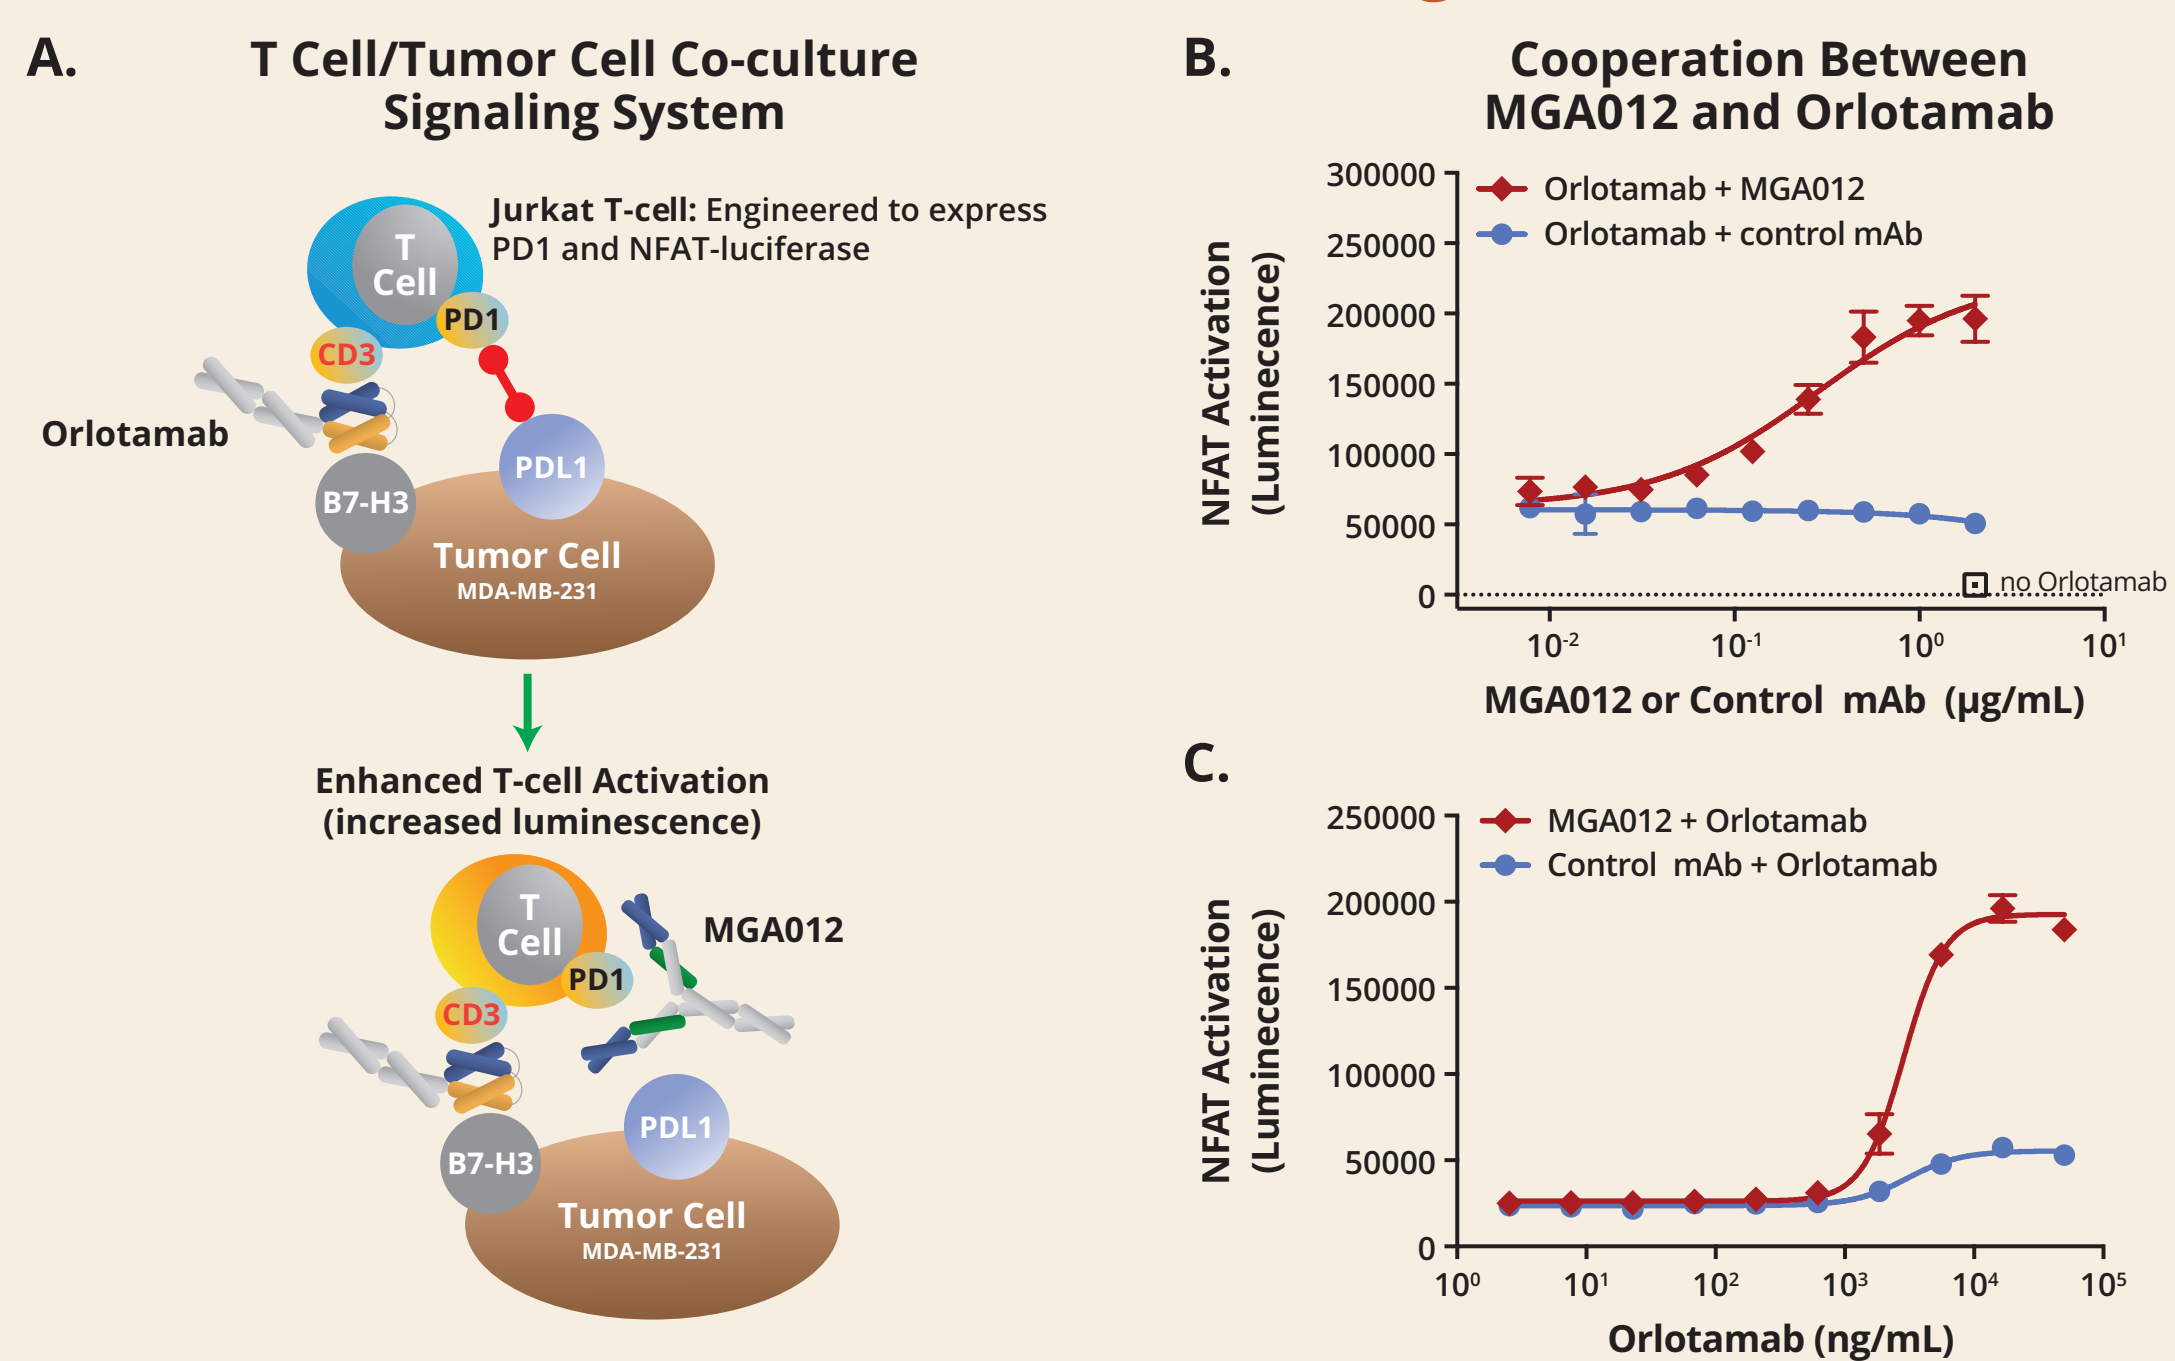 A.
T Cell/Tumor Cell Co-culture
Signaling System
Jurkat T-cell: Engineered to express
PD1 and NFAT-luciferase
T
Cell
PD1
CD3
Orlotamab
B7-H3
PDL1
Tumor Cell
MDA-MB-231
Enhanced T-cell Activation
(increased luminescence)
T
Cell
MGA012
PD1
CD3
PDL1
B7-H3
Tumor Cell
MDA-MB-231
B.
Cooperation Between
MGA012 and Orlotamab
NFAT Activation
(Luminecence)
300000
250000
200000
150000
100000
50000
0
Orlotamab + MGA012
Orlotamab + control mAb
no Orlotamab
10⁻² 10⁻¹ 10⁰ 10¹
MGA012 or Control mAb (µg/mL)
C.
NFAT Activation
(Luminecence)
250000
200000
150000
100000
50000
0
MGA012 + Orlotamab
Control mAb + Orlotamab
10⁰ 10¹ 10² 10³ 10⁴ 10⁵
Orlotamab (ng/mL)